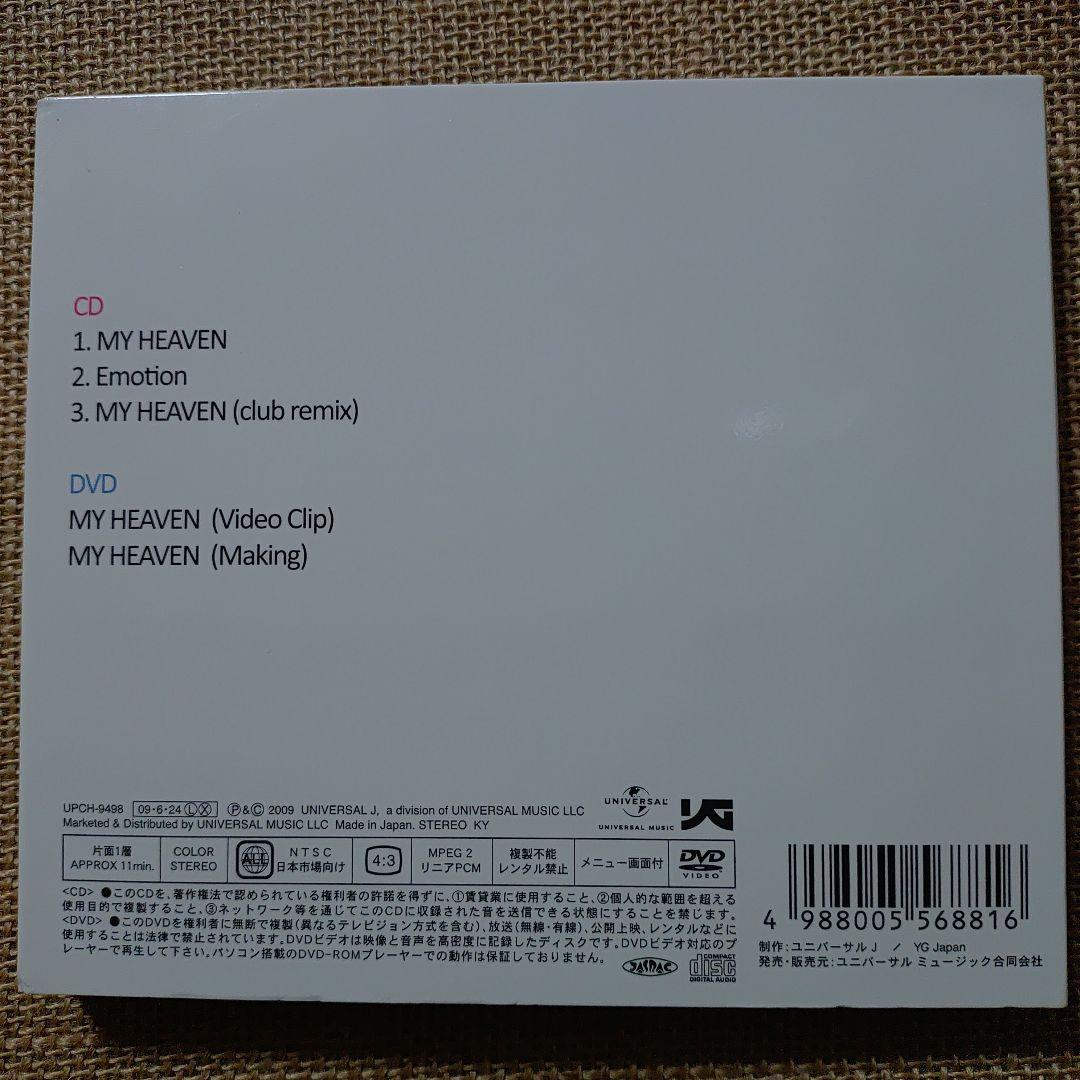 CD
1. MY HEAVEN
2. Emotion
3. MY HEAVEN (club remix)
DVD
MY HEAVEN (Video Clip)
MY HEAVEN (Making)
UPCH-9498 09・6・24 Ⓛ Ⓧ Ⓟ&Ⓒ 2009 UNIVERSAL J, a division of UNIVERSAL MUSIC LLC
Marketed & Distributed by UNIVERSAL MUSIC LLC Made in Japan. STEREO KY
UNIVERSAL
UNIVERSAL MUSIC
YG
片面1層
APPROX 11min.
COLOR
STEREO
ALL
NTSC
日本市場向け
4:3
MPEG 2
リニアPCM
複製不能
レンタル禁止
メニュー画面付
DVD
VIDEO
<CD> ●このCDを、著作権法で認められている権利者の許諾を得ずに、①賃貸業に使用すること、②個人的な範囲を超える
使用目的で複製すること、③ネットワーク等を通じてこのCDに収録された音を送信できる状態にすることを禁じます。
<DVD> ●このDVDを権利者に無断で複製(異なるテレビジョン方式を含む)、放送(無線・有線)、公開上映、レンタルなどに
使用することは法律で禁止されています。DVDビデオは映像と音声を高密度に記録したディスクです。DVDビデオ対応のプ
レーヤーで再生して下さい。パソコン搭載のDVD-ROMプレーヤーでの動作は保証しておりません。
JASRAC
COMPACT
disc
DIGITAL AUDIO
4 988005 568816
制作：ユニバーサル J / YG Japan
発売・販売元：ユニバーサル ミュージック合同会社